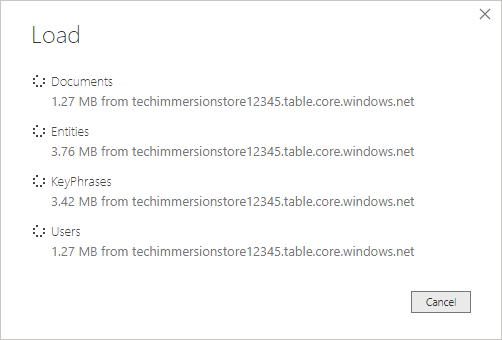 Load
Documents
1.27 MB from techimmersionstore12345.table.core.windows.net
Entities
3.76 MB from techimmersionstore12345.table.core.windows.net
KeyPhrases
3.42 MB from techimmersionstore12345.table.core.windows.net
Users
1.27 MB from techimmersionstore12345.table.core.windows.net
Cancel